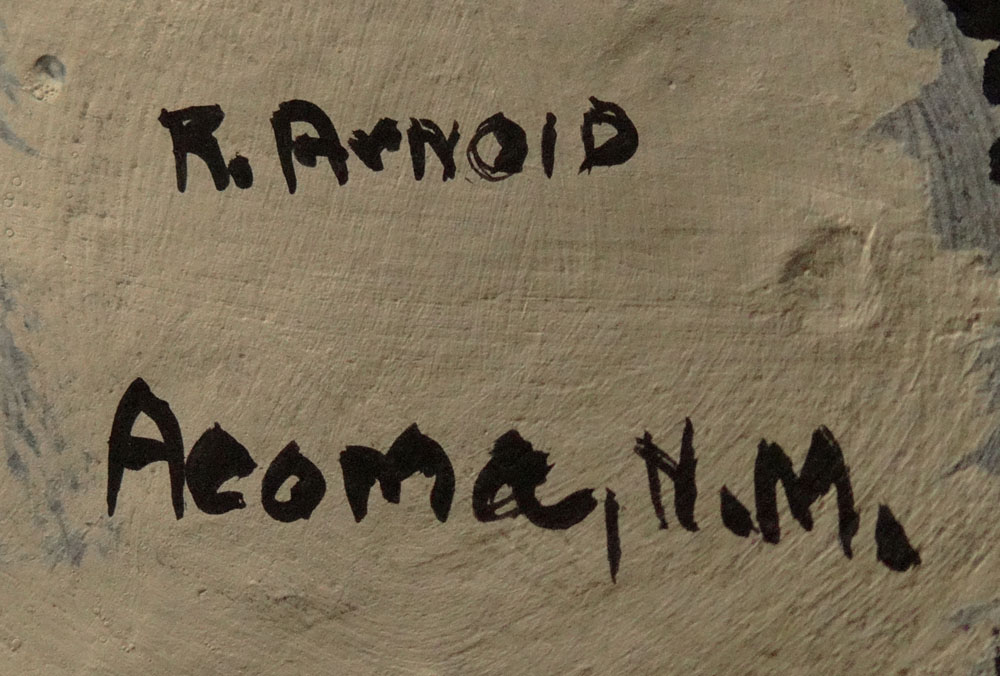 R. Arnold
Acoma, N.M.